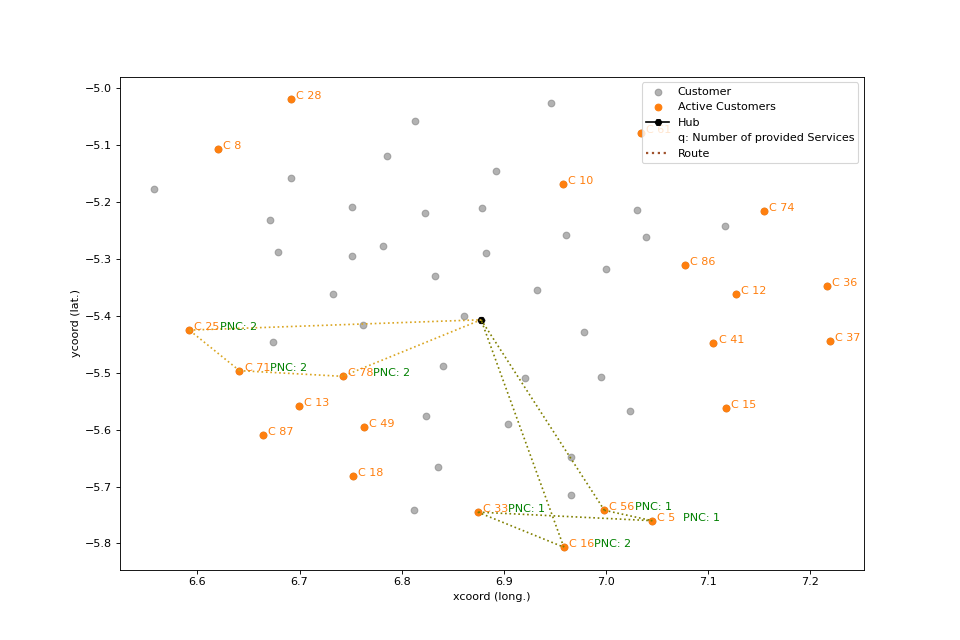 −5.0
−5.1
−5.2
−5.3
−5.4
−5.5
−5.6
−5.7
−5.8
ycoord (lat.)
6.6 6.7 6.8 6.9 7.0 7.1 7.2
xcoord (long.)
Customer
Active Customers
Hub
q: Number of provided Services
Route
C 28
C 8
C 10
C 74
C 86
C 36
C 12
C 25 PNC: 2
C 41
C 37
C 71 PNC: 2
C 78 PNC: 2
C 13
C 15
C 49
C 87
C 18
C 33 PNC: 1
C 56 PNC: 1
C 5 PNC: 1
C 16 PNC: 2